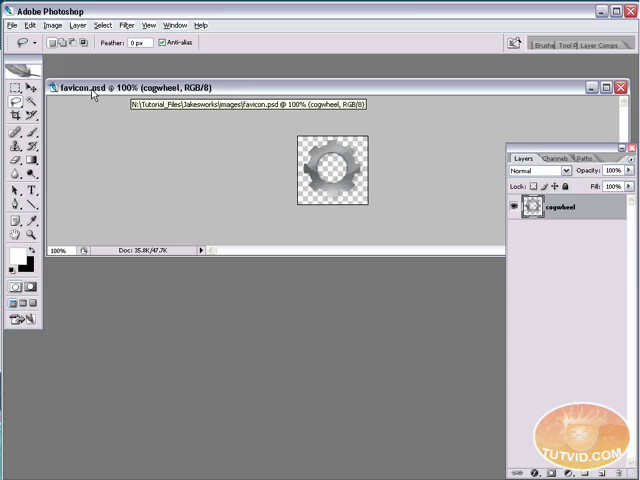 Adobe Photoshop
File Edit Image Layer Select Filter View Window Help
Feather: 0 px Anti-alias
Brushe Tool P Layer Comps
favicon.psd @ 100% (cogwheel, RGB/8)
N:\Tutorial_Files\Jakesworks\images\favicon.psd @ 100% (cogwheel, RGB/8)
Layers Channels Paths
Normal Opacity: 100%
Lock: Fill: 100%
cogwheel
100% Doc: 35.8K/47.7K
TUTVID.COM